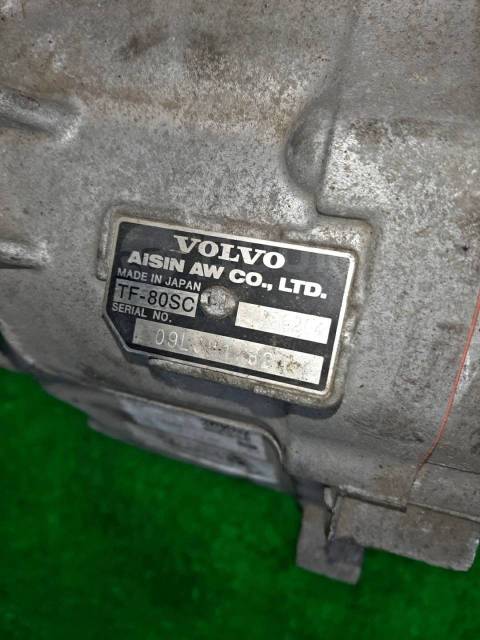 VOLVO
AISIN AW CO., LTD.
MADE IN JAPAN
TF-80SC
SERIAL NO.